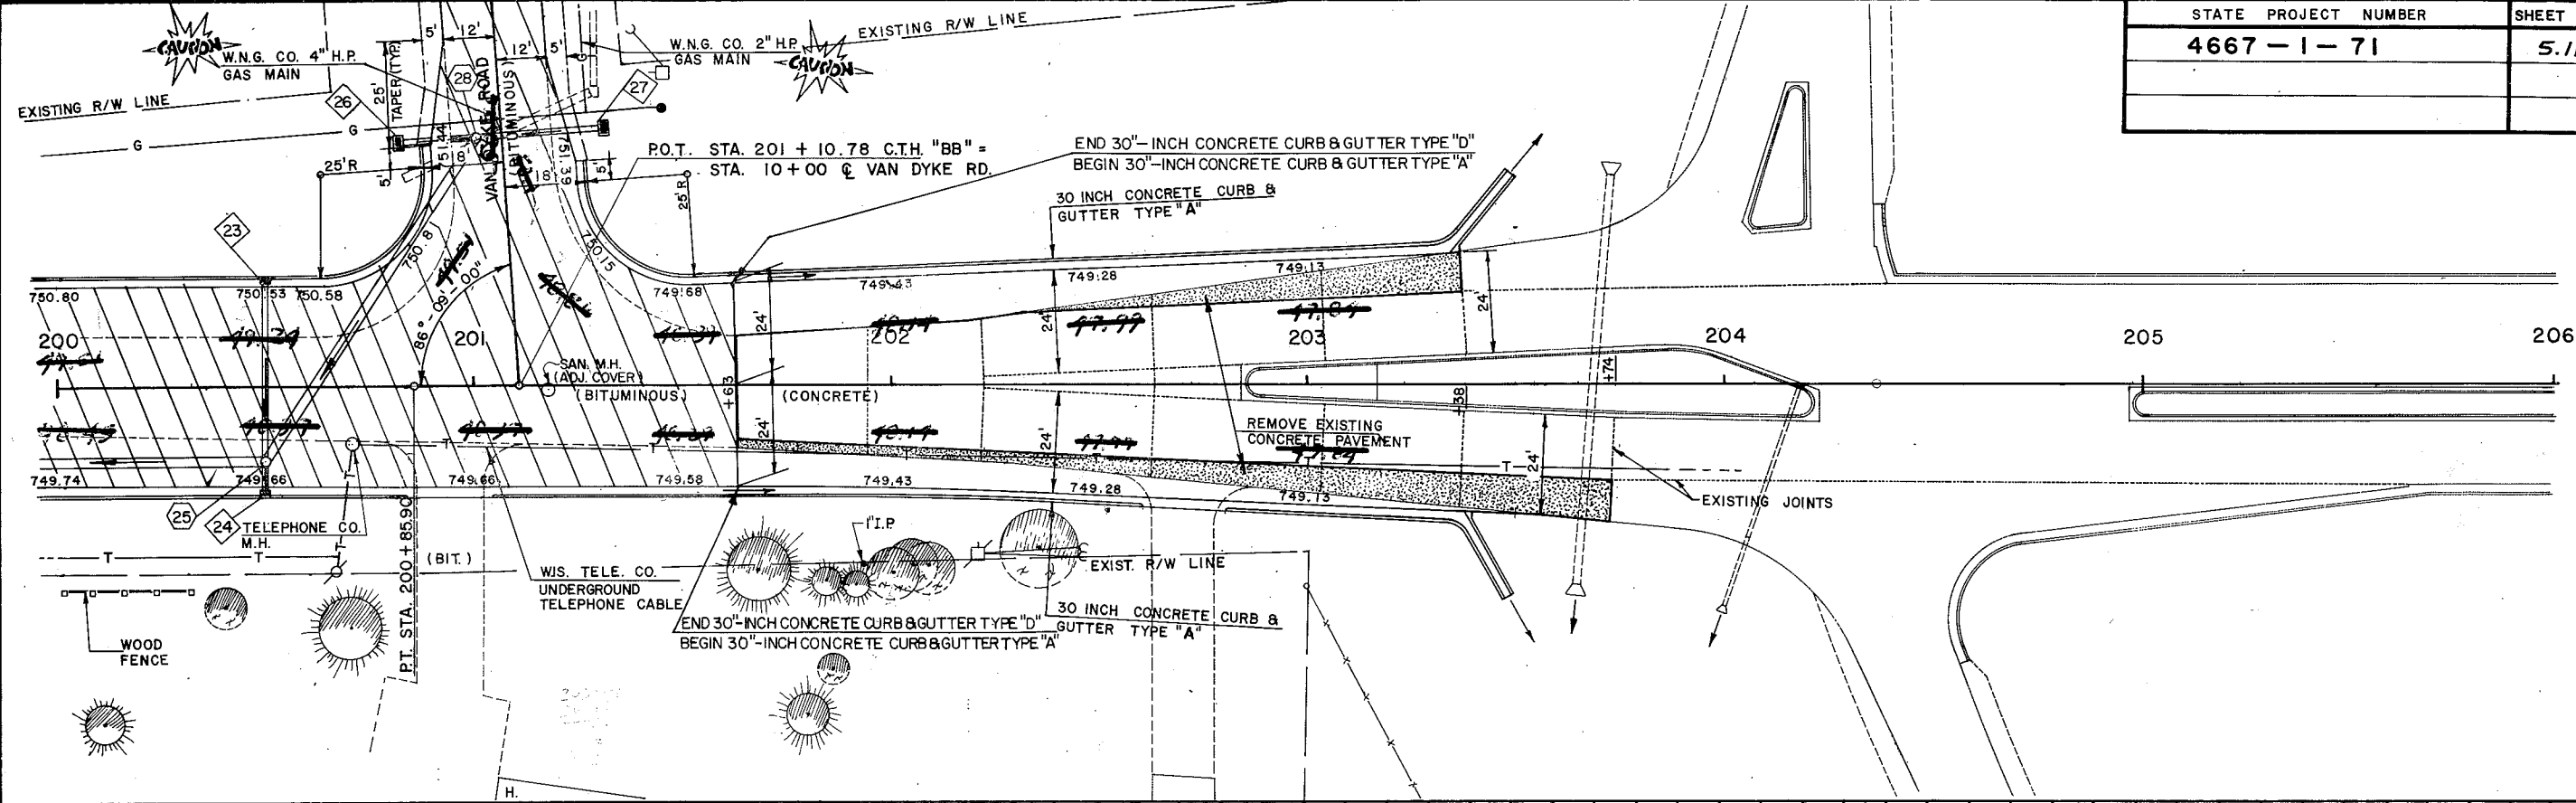 STATE PROJECT NUMBER
SHEET
4667-1-71
5.1
CAUTION
W.N.G. CO. 4" H.P.
GAS MAIN
5'
12'
12'
5'
G
W.N.G. CO. 2" H.P.
GAS MAIN
CAUTION
EXISTING R/W LINE
EXISTING R/W LINE
25'
TAPER (TYP.)
26
28
27
VAN DYKE ROAD
(BITUMINOUS)
G
G
751.44
18'
5'
751.39
18'
5'
25'R
25'R
P.O.T. STA. 201 + 10.78 C.T.H. "BB" =
STA. 10+00 ℄ VAN DYKE RD.
END 30"-INCH CONCRETE CURB & GUTTER TYPE "D"
BEGIN 30"-INCH CONCRETE CURB & GUTTER TYPE "A"
30 INCH CONCRETE CURB &
GUTTER TYPE "A"
23
750.8
750.15
86°-09'-00"
750.80
750.53
750.58
749.68
749.43
749.28
749.13
24'
24'
24'
200
201
202
203
204
205
206
SAN. M.H.
(ADJ. COVER)
(BITUMINOUS)
+63
(CONCRETE)
+38
+74
24'
24'
24'
REMOVE EXISTING
CONCRETE PAVEMENT
T
T
T
T
749.74
749.66
749.66
749.58
749.43
749.28
749.13
EXISTING JOINTS
25
24
TELEPHONE CO.
M.H.
T
T
T
T
P.T. STA. 200+85.90
(BIT.)
1" I.P.
EXIST. R/W LINE
WIS. TELE. CO.
UNDERGROUND
TELEPHONE CABLE
30 INCH CONCRETE CURB &
GUTTER TYPE "A"
END 30"-INCH CONCRETE CURB & GUTTER TYPE "D"
BEGIN 30"-INCH CONCRETE CURB & GUTTER TYPE "A"
WOOD
FENCE
H.